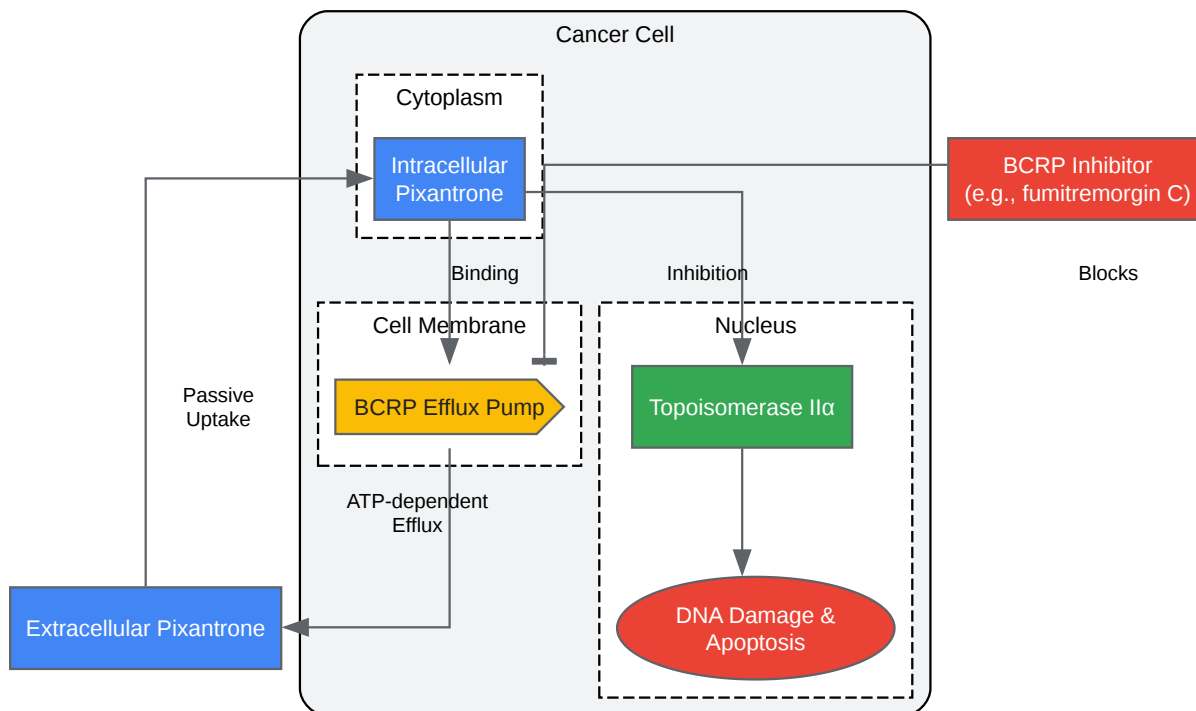 Cancer Cell
Cytoplasm
Intracellular
Pixantrone
BCRP Inhibitor
(e.g., fumitremorgin C)
Binding
Inhibition
Blocks
Cell Membrane
Nucleus
Passive
Uptake
BCRP Efflux Pump
Topoisomerase IIα
ATP-dependent
Efflux
Extracellular Pixantrone
DNA Damage &
Apoptosis